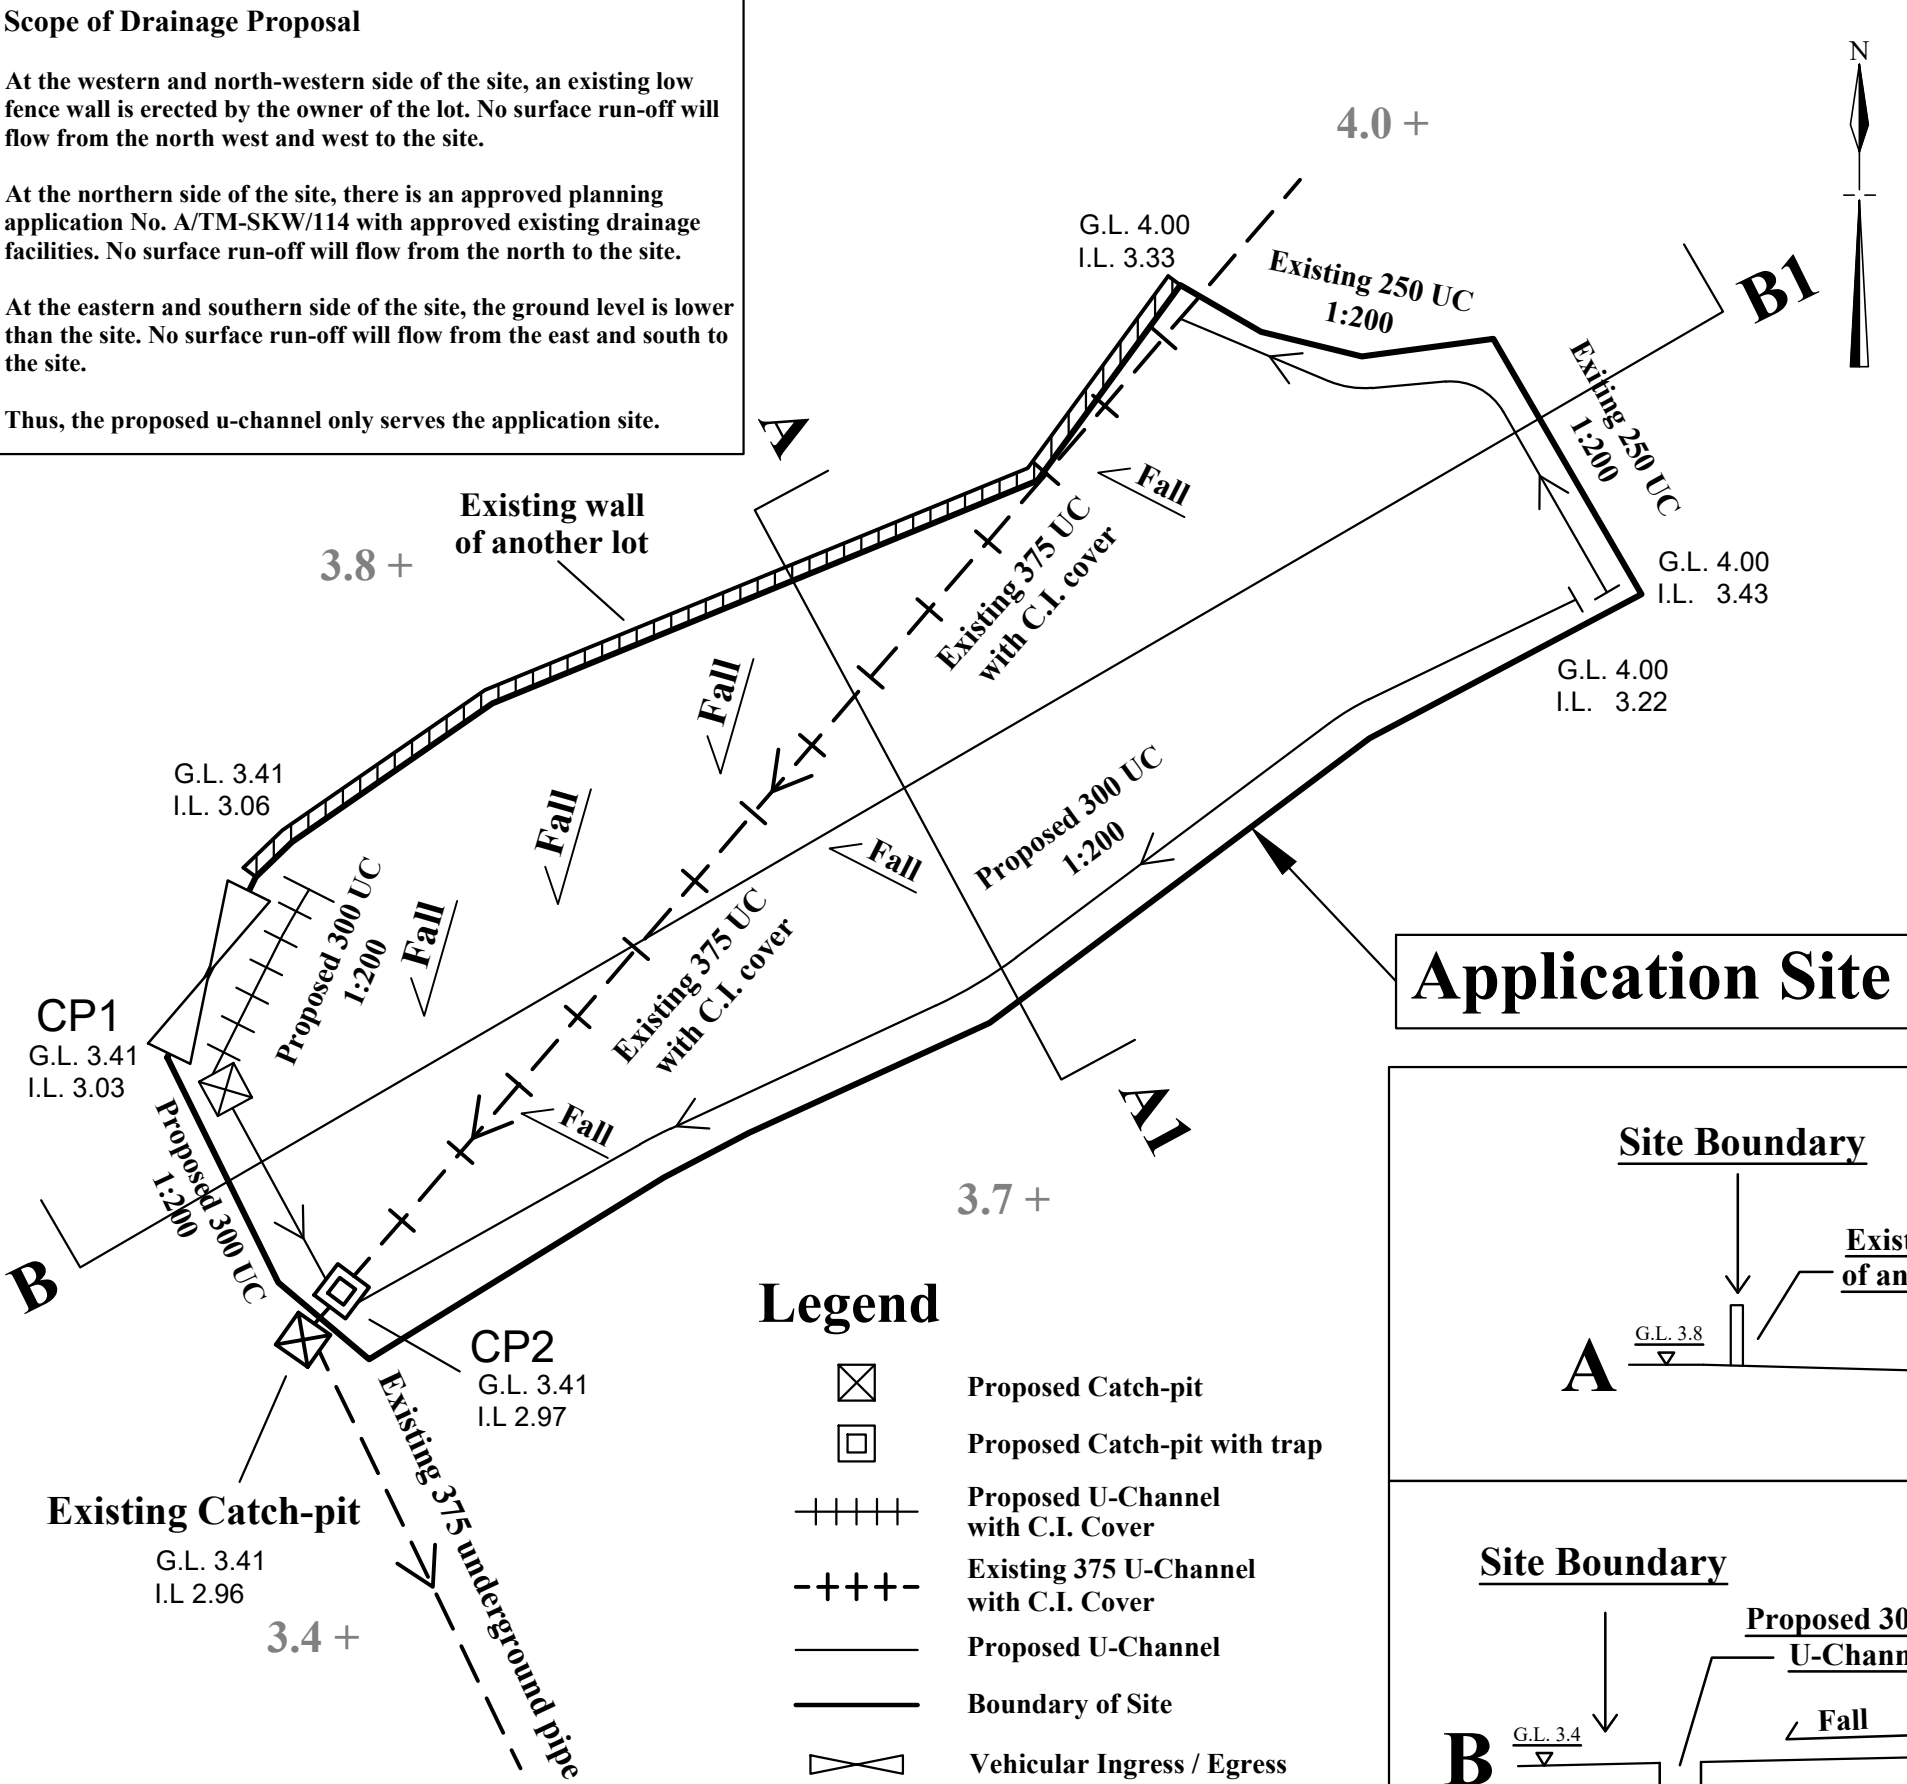 Scope of Drainage Proposal
At the western and north-western side of the site, an existing low
fence wall is erected by the owner of the lot. No surface run-off will
flow from the north west and west to the site.
At the northern side of the site, there is an approved planning
application No. A/TM-SKW/114 with approved existing drainage
facilities. No surface run-off will flow from the north to the site.
At the eastern and southern side of the site, the ground level is lower
than the site. No surface run-off will flow from the east and south to
the site.
Thus, the proposed u-channel only serves the application site.
N
4.0 +
G.L. 4.00
I.L. 3.33
Existing 250 UC
1:200
B1
Exiting 250 UC
1:200
A
Existing wall
of another lot
3.8 +
Fall
Existing 375 UC
with C.I. cover
G.L. 4.00
I.L. 3.43
G.L. 4.00
I.L. 3.22
Fall
G.L. 3.41
I.L. 3.06
Fall
Proposed 300 UC
1:200
Fall
Proposed 300 UC
1:200
Fall
Existing 375 UC
with C.I. cover
Application Site
CP1
G.L. 3.41
I.L. 3.03
Proposed 300 UC
1:200
Fall
A1
3.7 +
B
CP2
G.L. 3.41
I.L 2.97
Existing 375 underground pipe
Existing Catch-pit
G.L. 3.41
I.L 2.96
3.4 +
Legend
Proposed Catch-pit
Proposed Catch-pit with trap
Proposed U-Channel
with C.I. Cover
Existing 375 U-Channel
with C.I. Cover
Proposed U-Channel
Boundary of Site
Vehicular Ingress / Egress
Site Boundary
Exist
of an
G.L. 3.8
A
Site Boundary
Proposed 30
U-Chann
Fall
G.L. 3.4
B